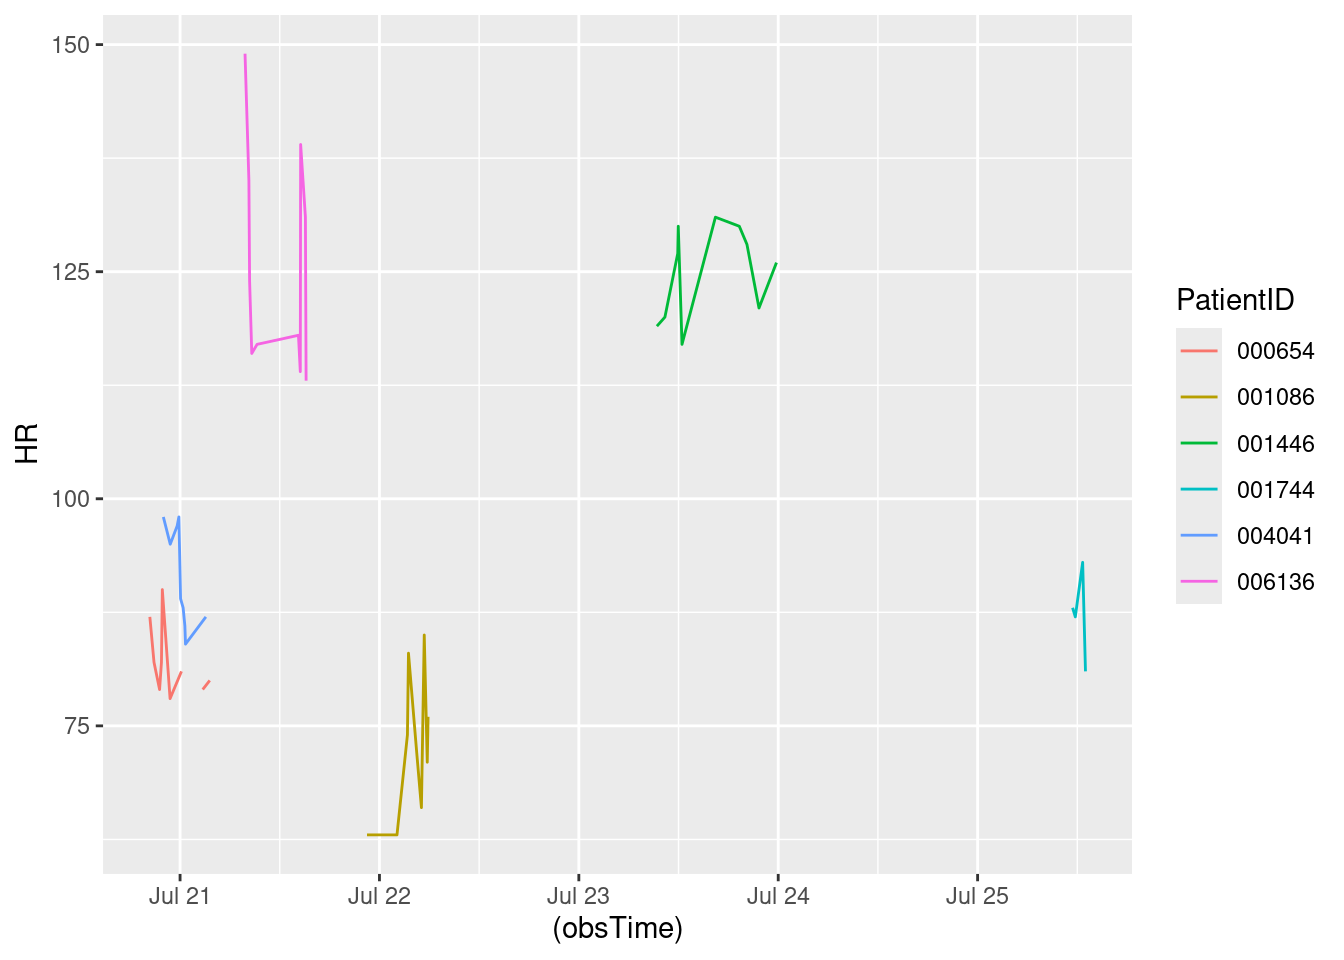 150
125
100
75
HR
Jul 21
Jul 22
Jul 23
Jul 24
Jul 25
(obsTime)
PatientID
000654
001086
001446
001744
004041
006136